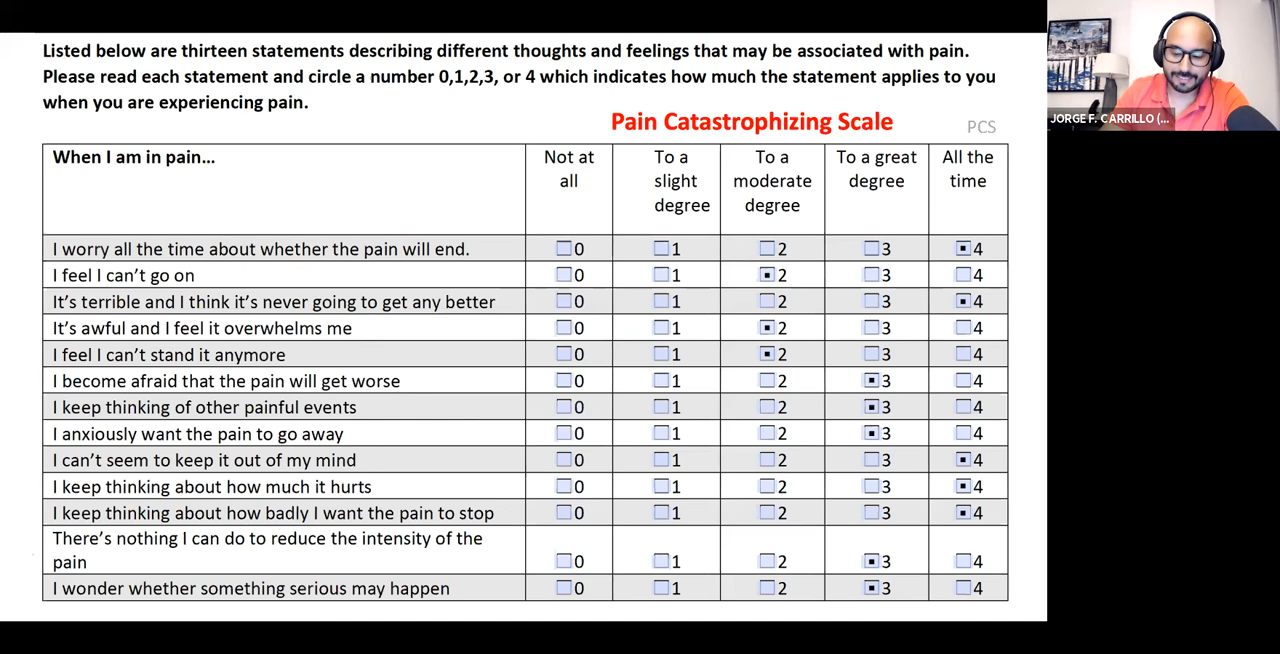 Listed below are thirteen statements describing different thoughts and feelings that may be associated with pain.
Please read each statement and circle a number 0,1,2,3, or 4 which indicates how much the statement applies to you
when you are experiencing pain.
Pain Catastrophizing Scale
PCS
JORGE F. CARRILLO (...
When I am in pain... Not at all To a slight degree To a moderate degree To a great degree All the time
I worry all the time about whether the pain will end. 0 1 2 3 4
I feel I can't go on 0 1 2 3 4
It's terrible and I think it's never going to get any better 0 1 2 3 4
It's awful and I feel it overwhelms me 0 1 2 3 4
I feel I can't stand it anymore 0 1 2 3 4
I become afraid that the pain will get worse 0 1 2 3 4
I keep thinking of other painful events 0 1 2 3 4
I anxiously want the pain to go away 0 1 2 3 4
I can't seem to keep it out of my mind 0 1 2 3 4
I keep thinking about how much it hurts 0 1 2 3 4
I keep thinking about how badly I want the pain to stop 0 1 2 3 4
There's nothing I can do to reduce the intensity of the
pain 0 1 2 3 4
I wonder whether something serious may happen 0 1 2 3 4